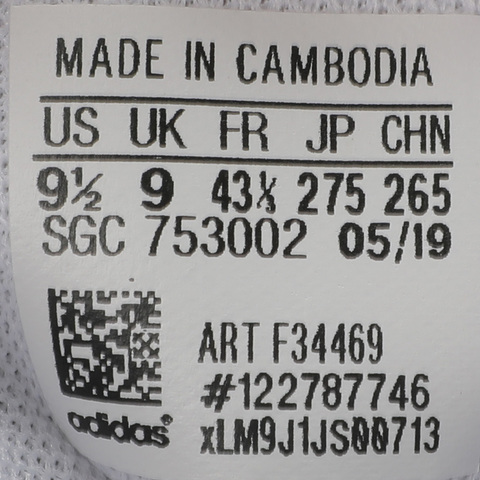 MADE IN CAMBODIA
US UK FR JP CHN
9½ 9 43⅓ 275 265
SGC 753002 05/19
ART F34469
#122787746
adidas® xLM9J1JS00713